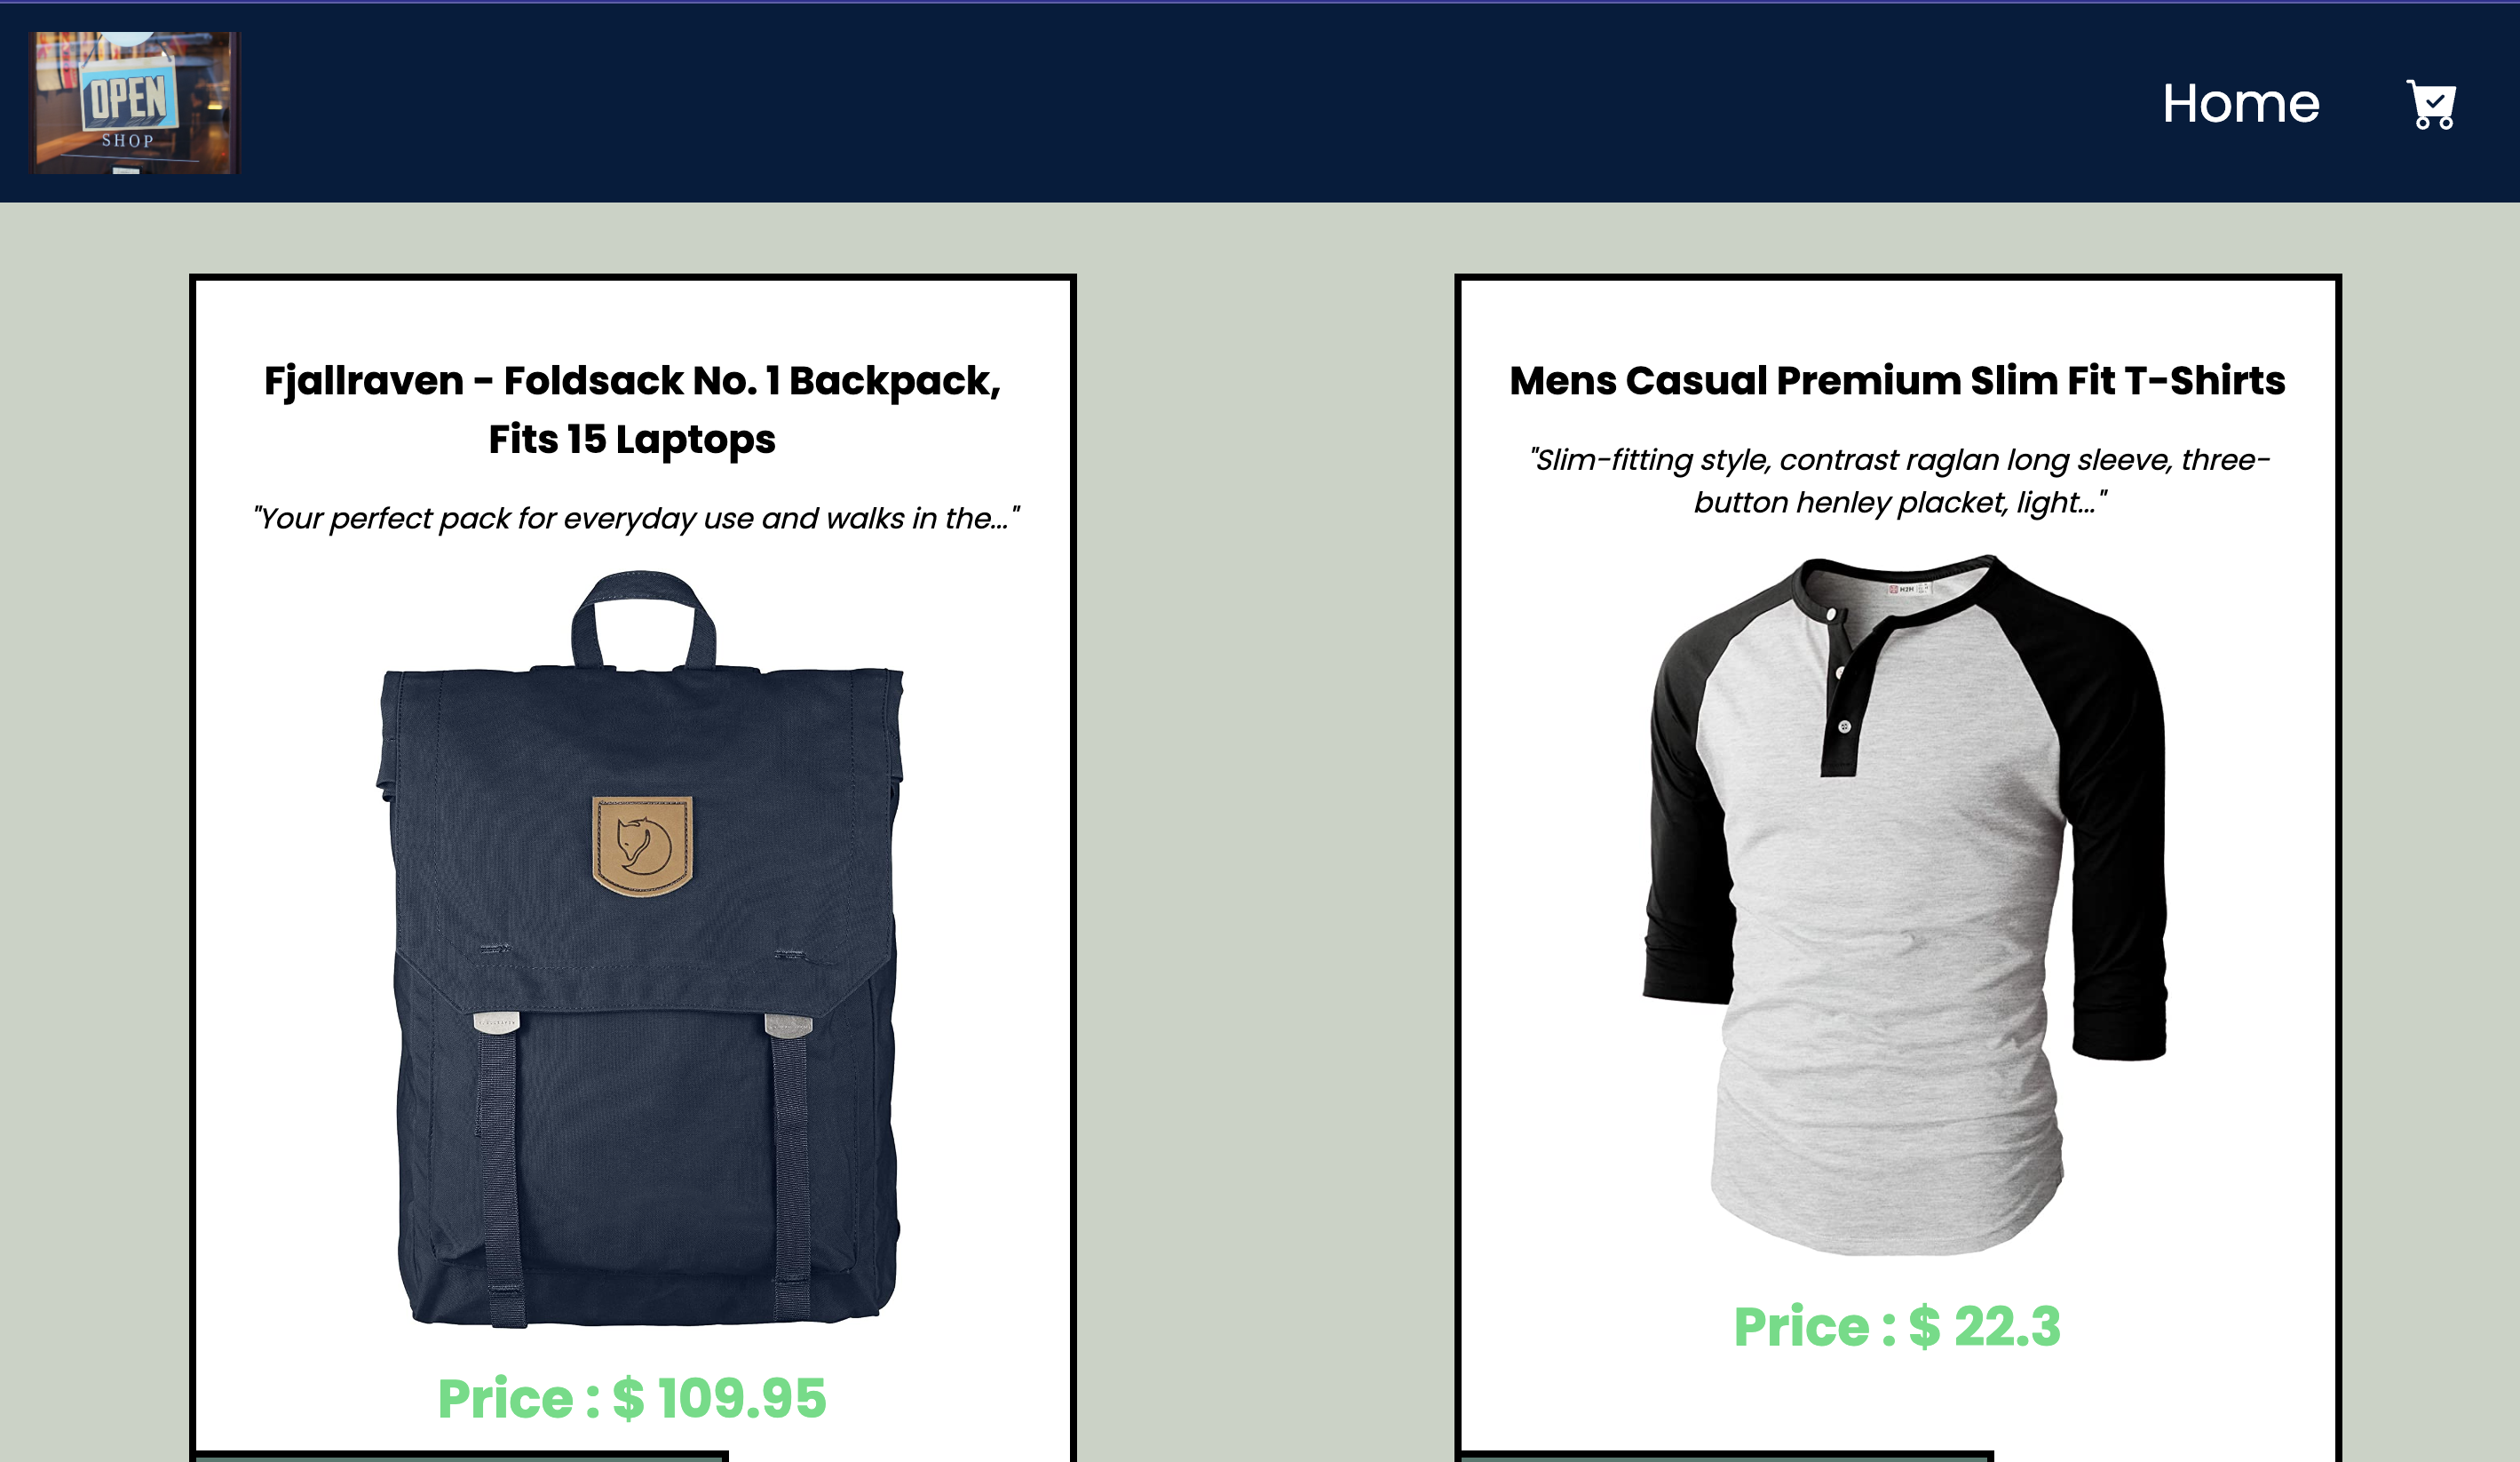 OPEN
SHOP
Home
Fjallraven - Foldsack No. 1 Backpack,
Fits 15 Laptops
"Your perfect pack for everyday use and walks in the..."
Price : $ 109.95
Mens Casual Premium Slim Fit T-Shirts
"Slim-fitting style, contrast raglan long sleeve, three-
button henley placket, light..."
H2H
Price : $ 22.3